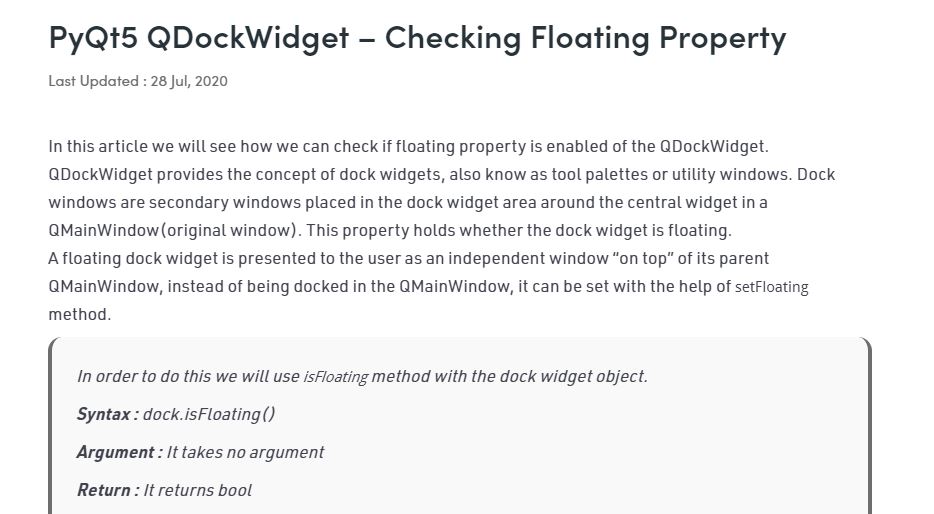 PyQt5 QDockWidget – Checking Floating Property
Last Updated : 28 Jul, 2020
In this article we will see how we can check if floating property is enabled of the QDockWidget.
QDockWidget provides the concept of dock widgets, also know as tool palettes or utility windows. Dock
windows are secondary windows placed in the dock widget area around the central widget in a
QMainWindow(original window). This property holds whether the dock widget is floating.
A floating dock widget is presented to the user as an independent window “on top” of its parent
QMainWindow, instead of being docked in the QMainWindow, it can be set with the help of setFloating
method.
In order to do this we will use isFloating method with the dock widget object.
Syntax : dock.isFloating()
Argument : It takes no argument
Return : It returns bool